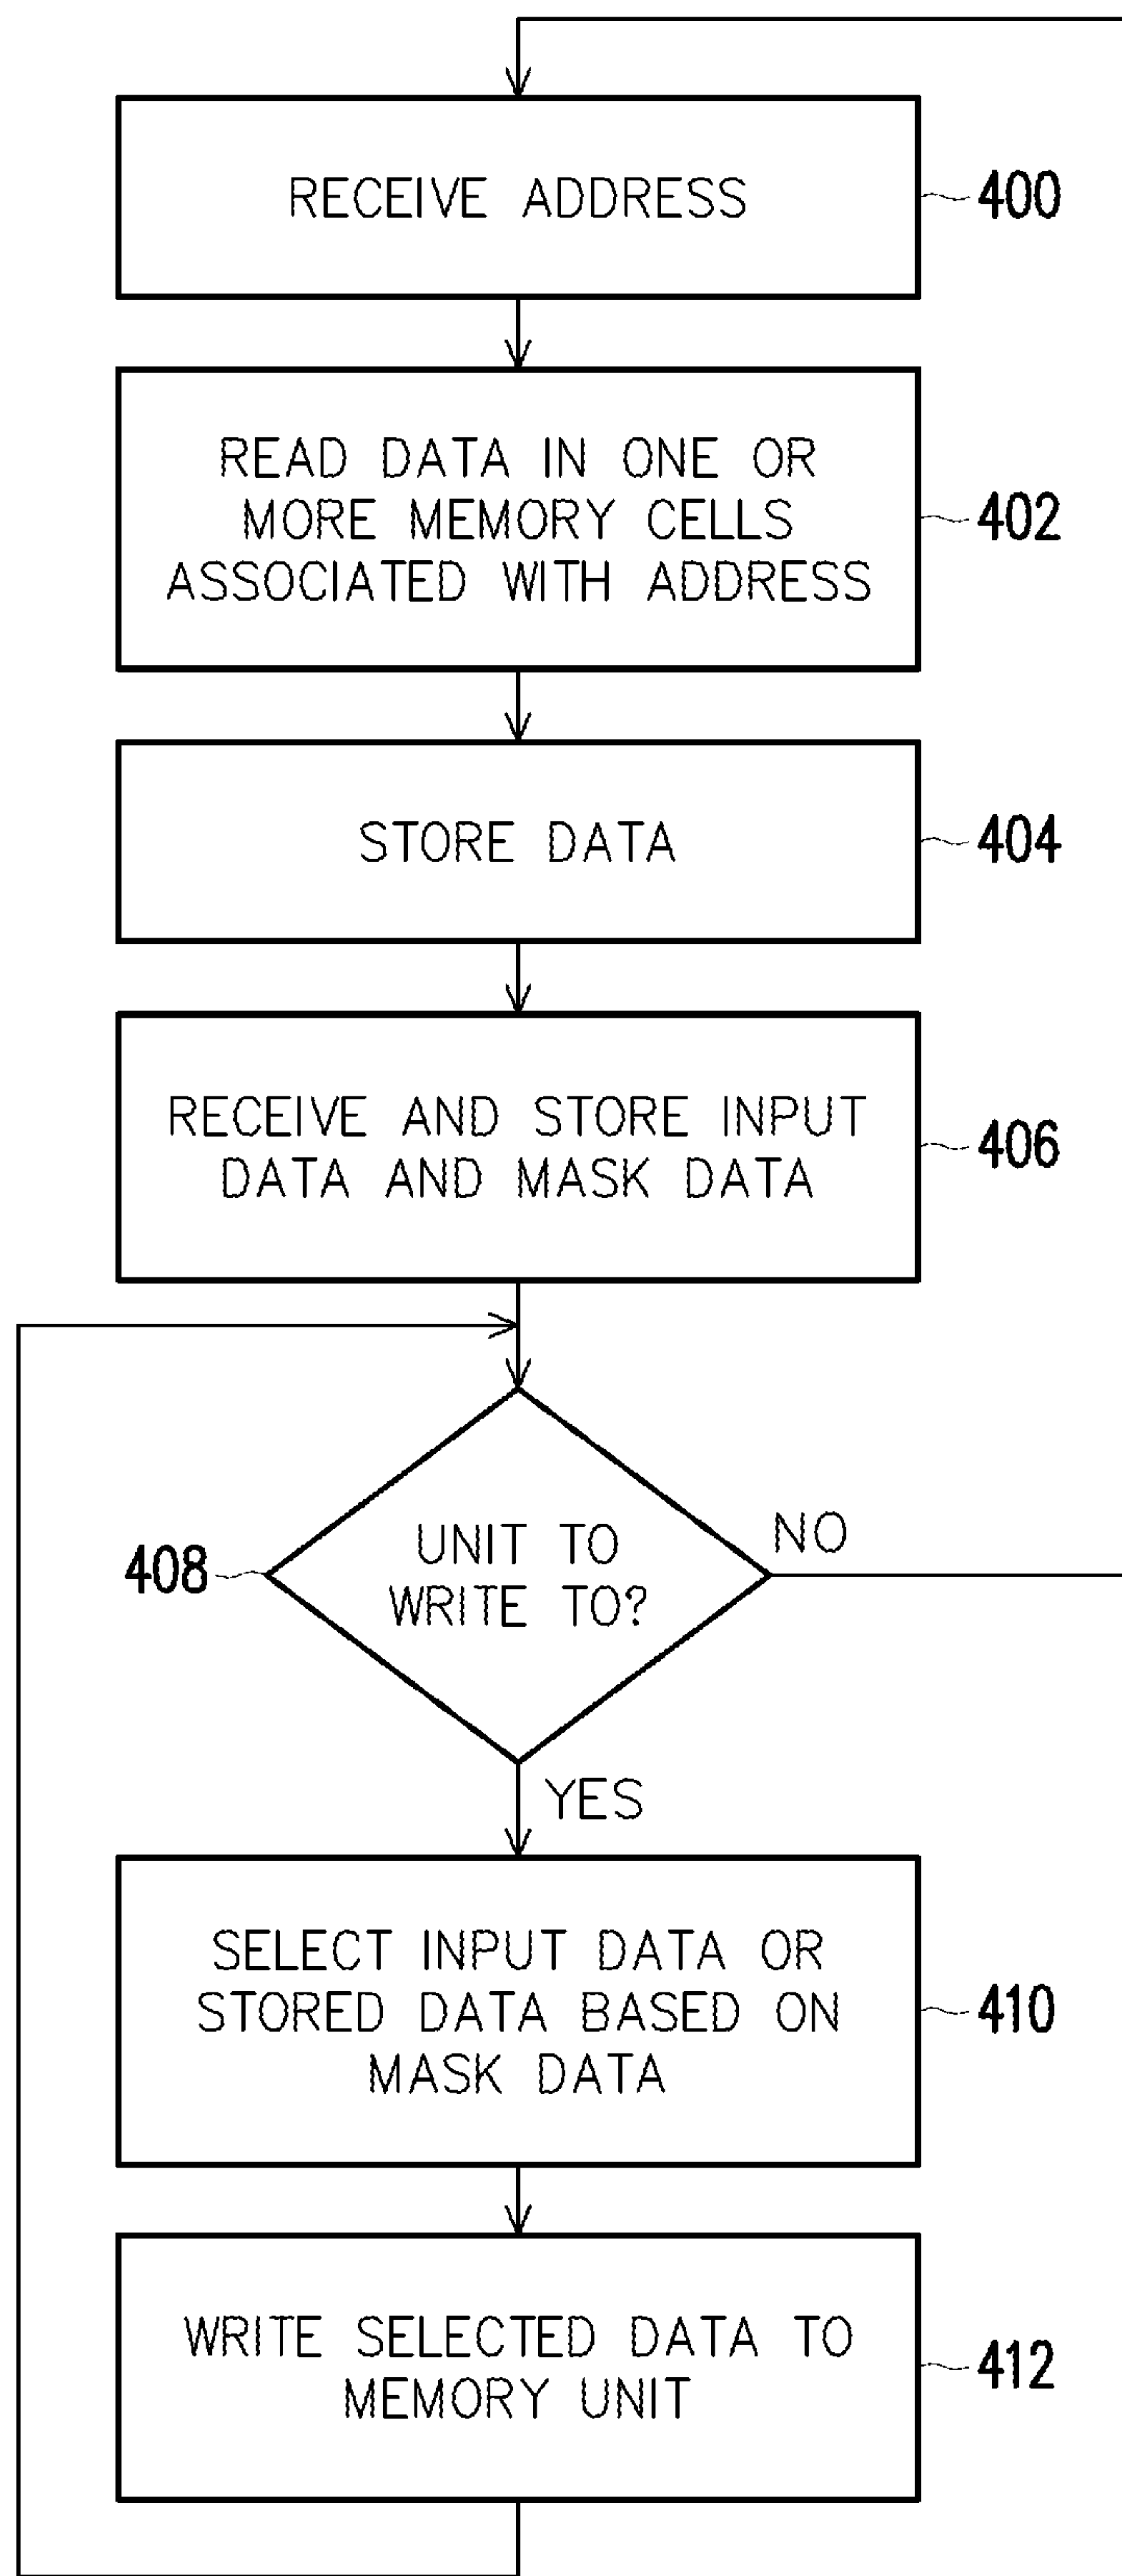 RECEIVE ADDRESS
400
READ DATA IN ONE OR
MORE MEMORY CELLS
ASSOCIATED WITH ADDRESS
402
STORE DATA
404
RECEIVE AND STORE INPUT
DATA AND MASK DATA
406
UNIT TO
WRITE TO?
408
NO
YES
SELECT INPUT DATA OR
STORED DATA BASED ON
MASK DATA
410
WRITE SELECTED DATA TO
MEMORY UNIT
412